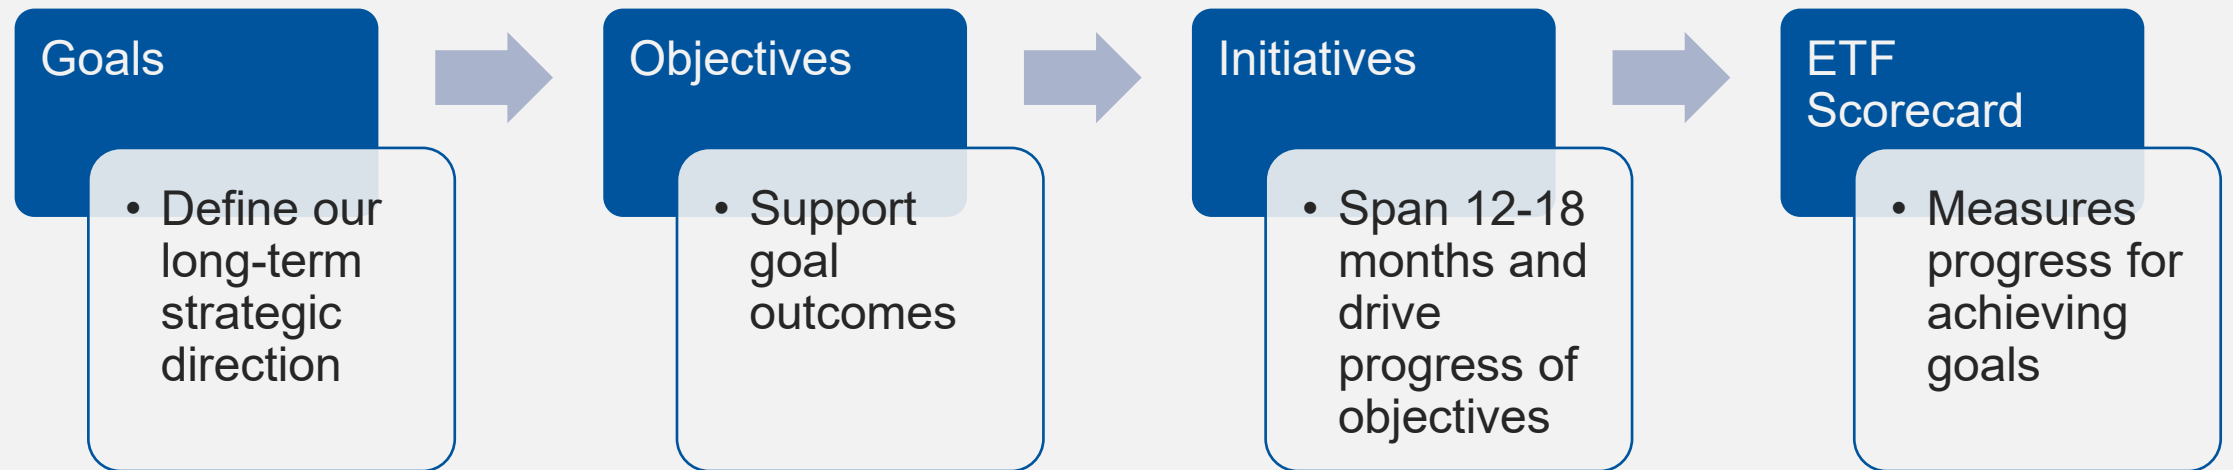 Goals
• Define our
long-term
strategic
direction
Objectives
• Support
goal
outcomes
Initiatives
• Span 12-18
months and
drive
progress of
objectives
ETF
Scorecard
• Measures
progress for
achieving
goals